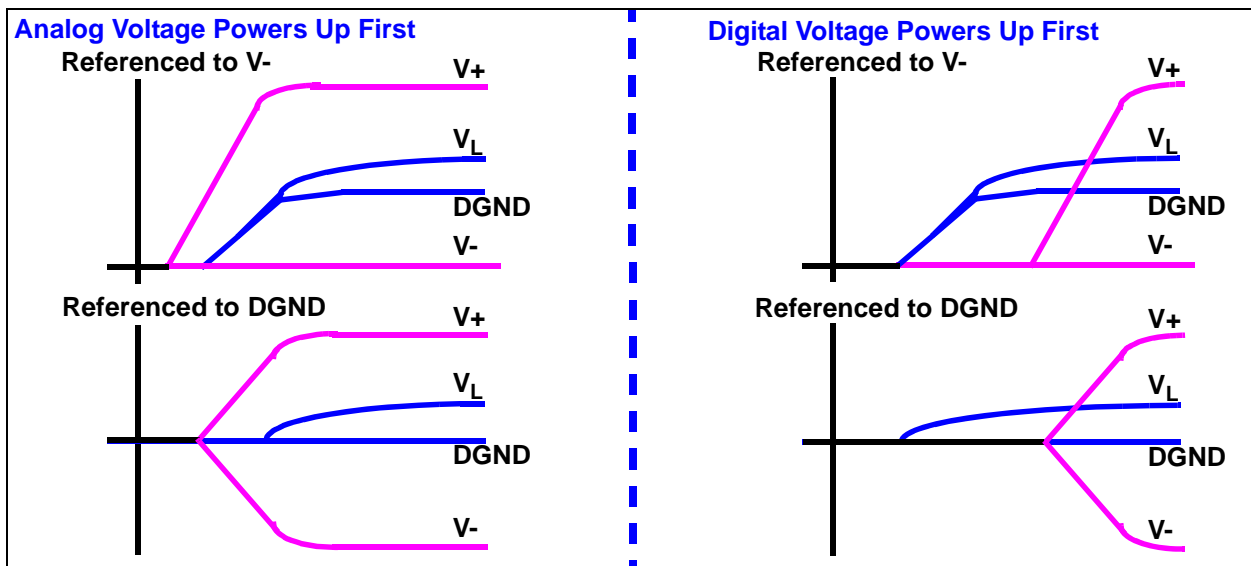 Analog Voltage Powers Up First
Referenced to V-
V+
VL
DGND
V-
Referenced to DGND
V+
VL
DGND
V-
Digital Voltage Powers Up First
Referenced to V-
V+
VL
DGND
V-
Referenced to DGND
V+
VL
DGND
V-